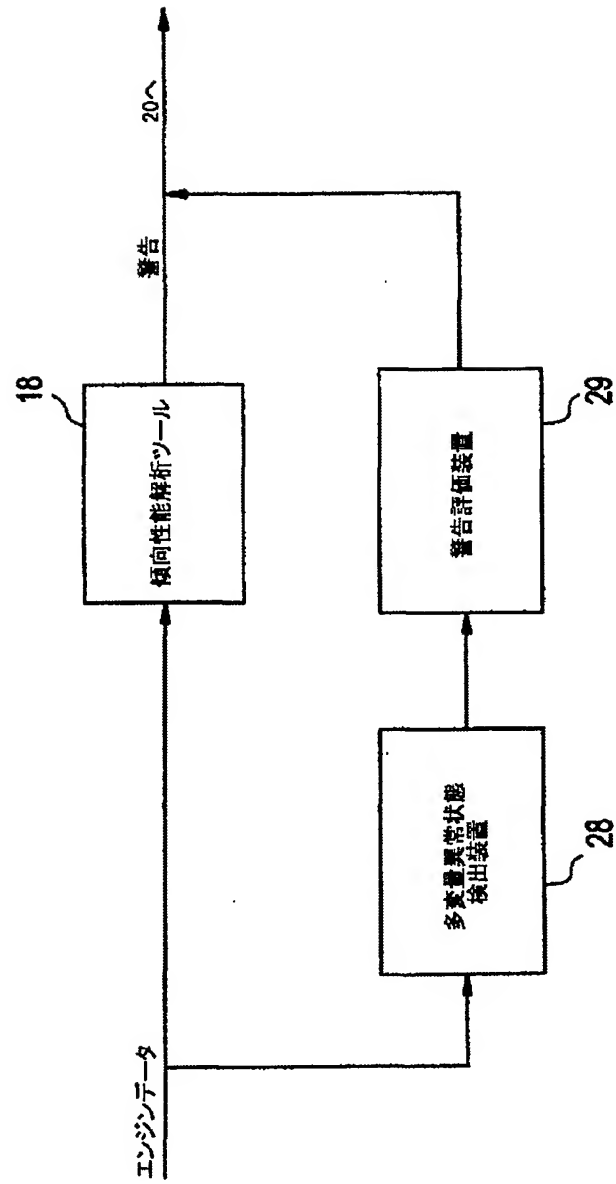 エンジンデータ
18
傾向性能解析ツール
警告
20へ
多変量異常状態
検出装置
28
警告評価装置
29